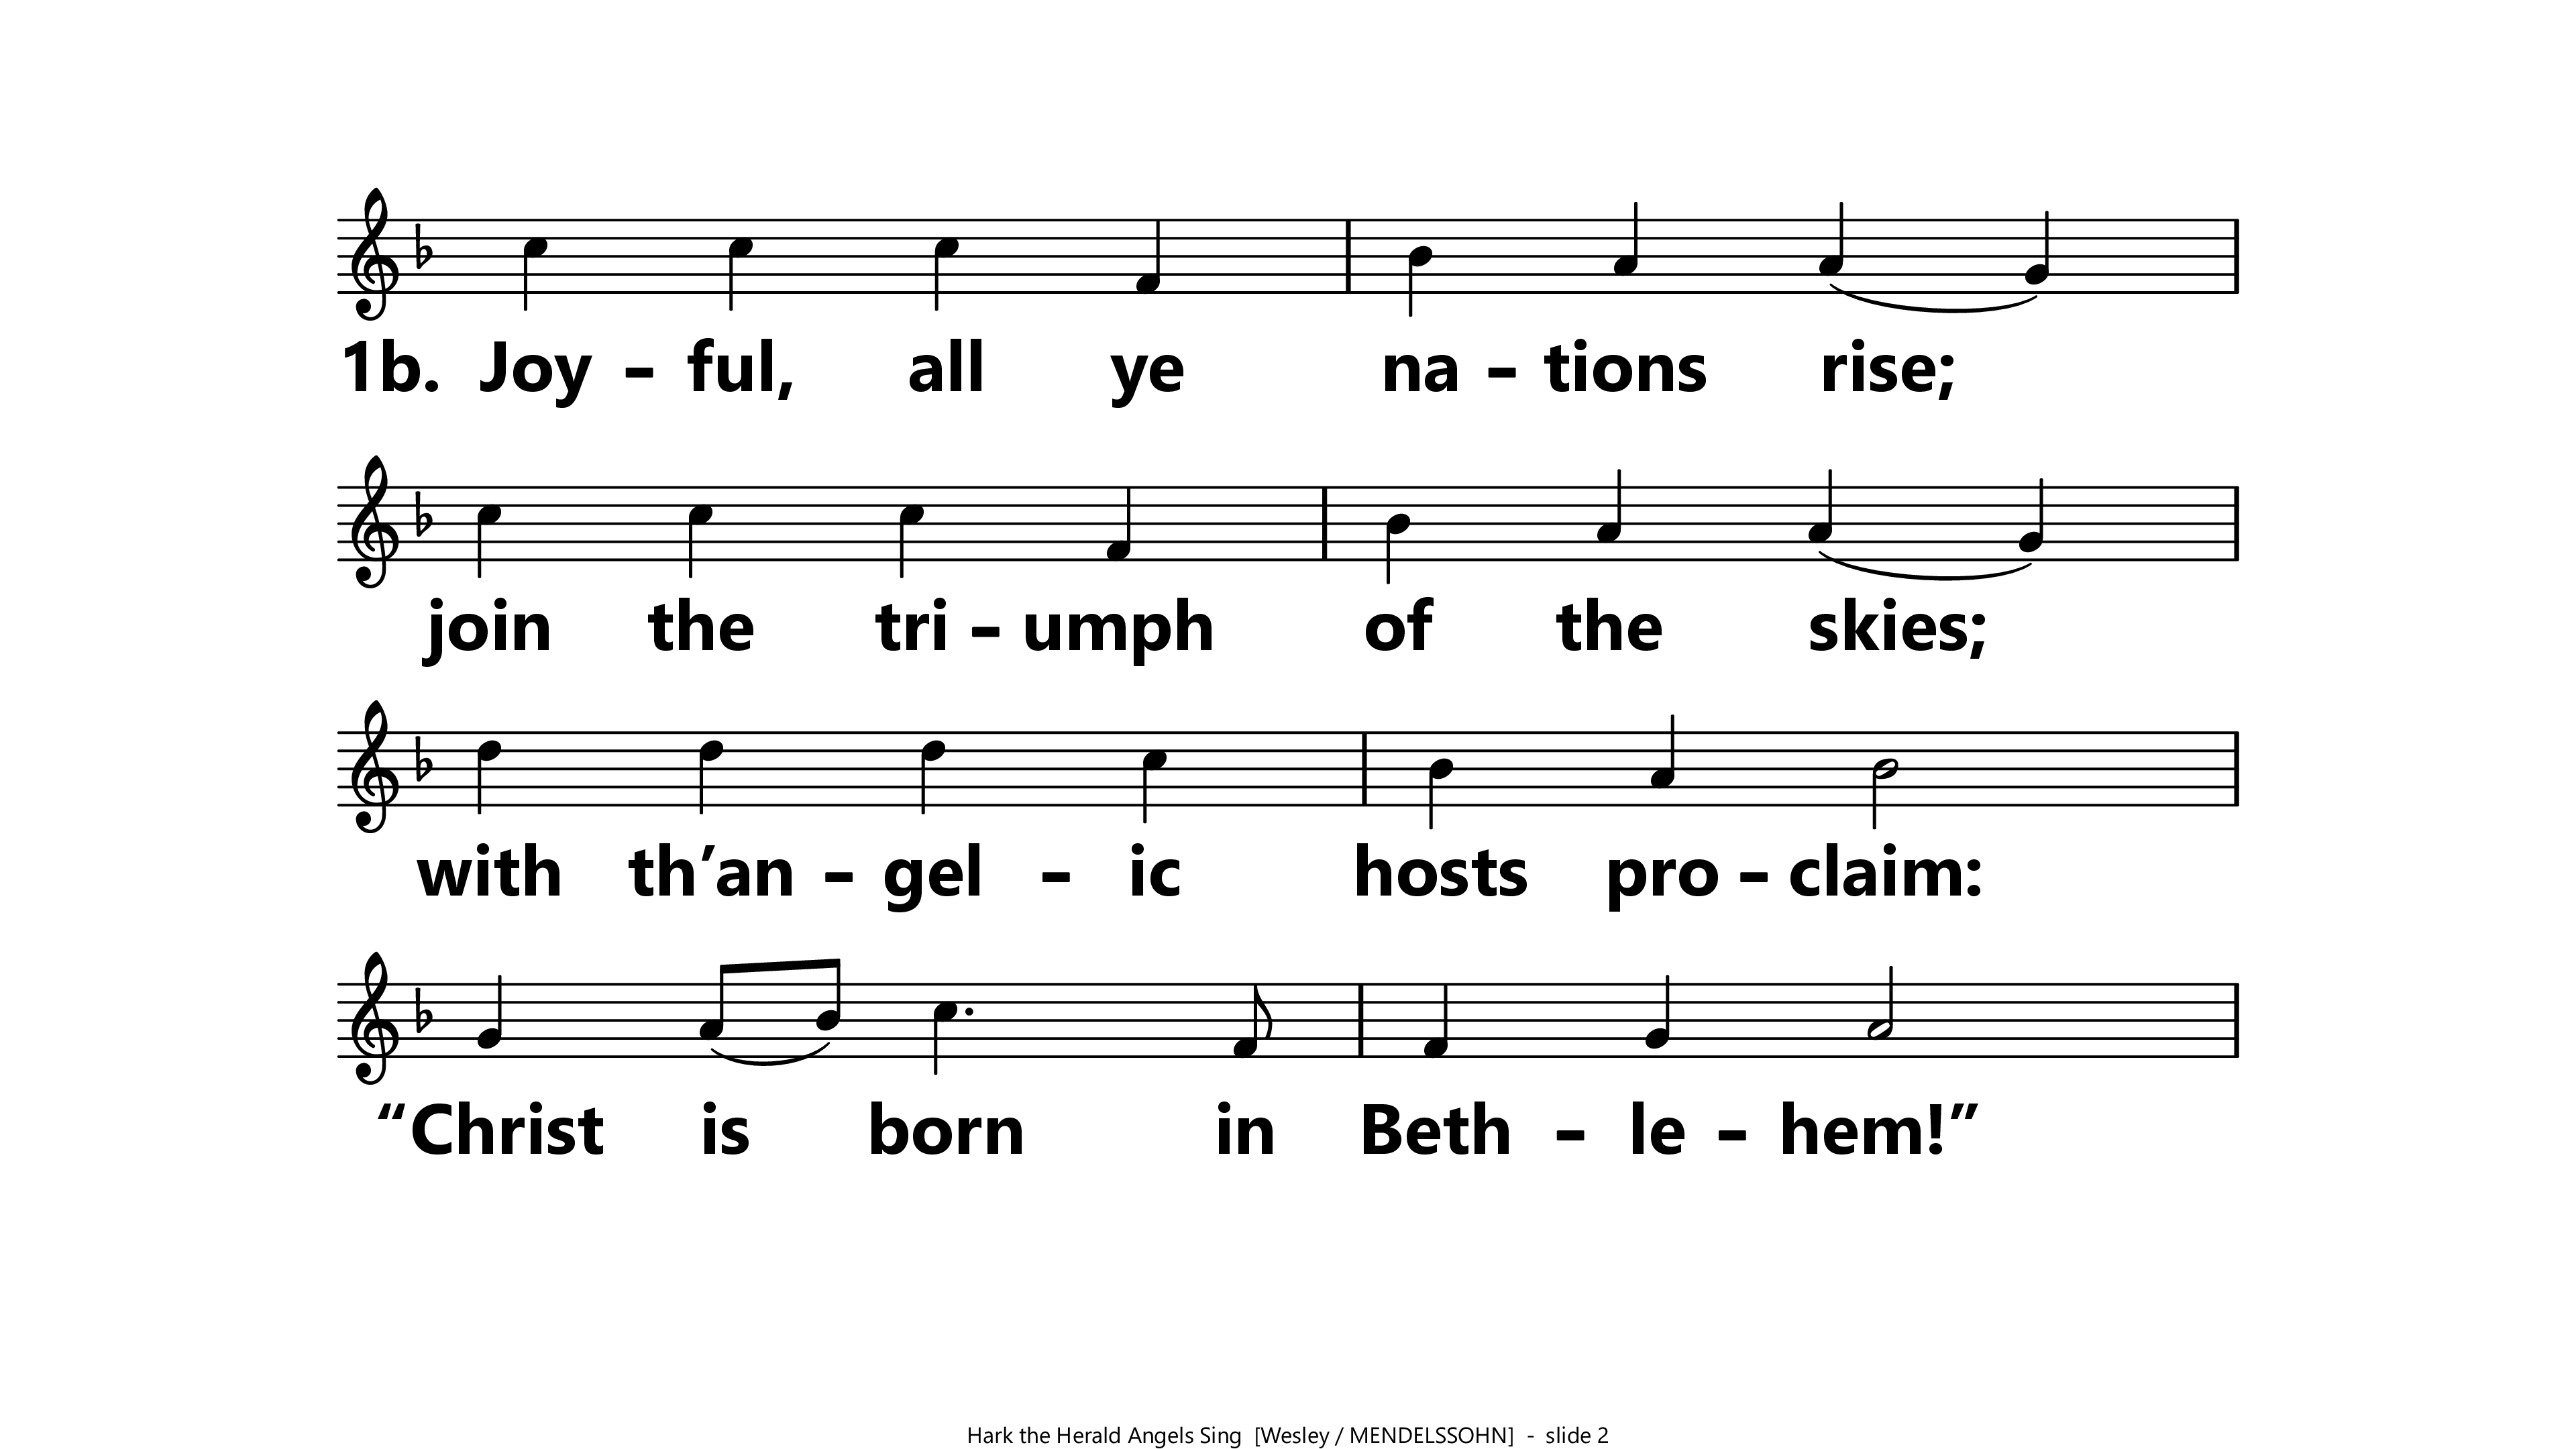 1b. Joy - ful, all ye na - tions rise;
join the tri - umph of the skies;
with th’an - gel - ic hosts pro - claim:
“Christ is born in Beth - le - hem!”
Hark the Herald Angels Sing [Wesley / MENDELSSOHN] - slide 2